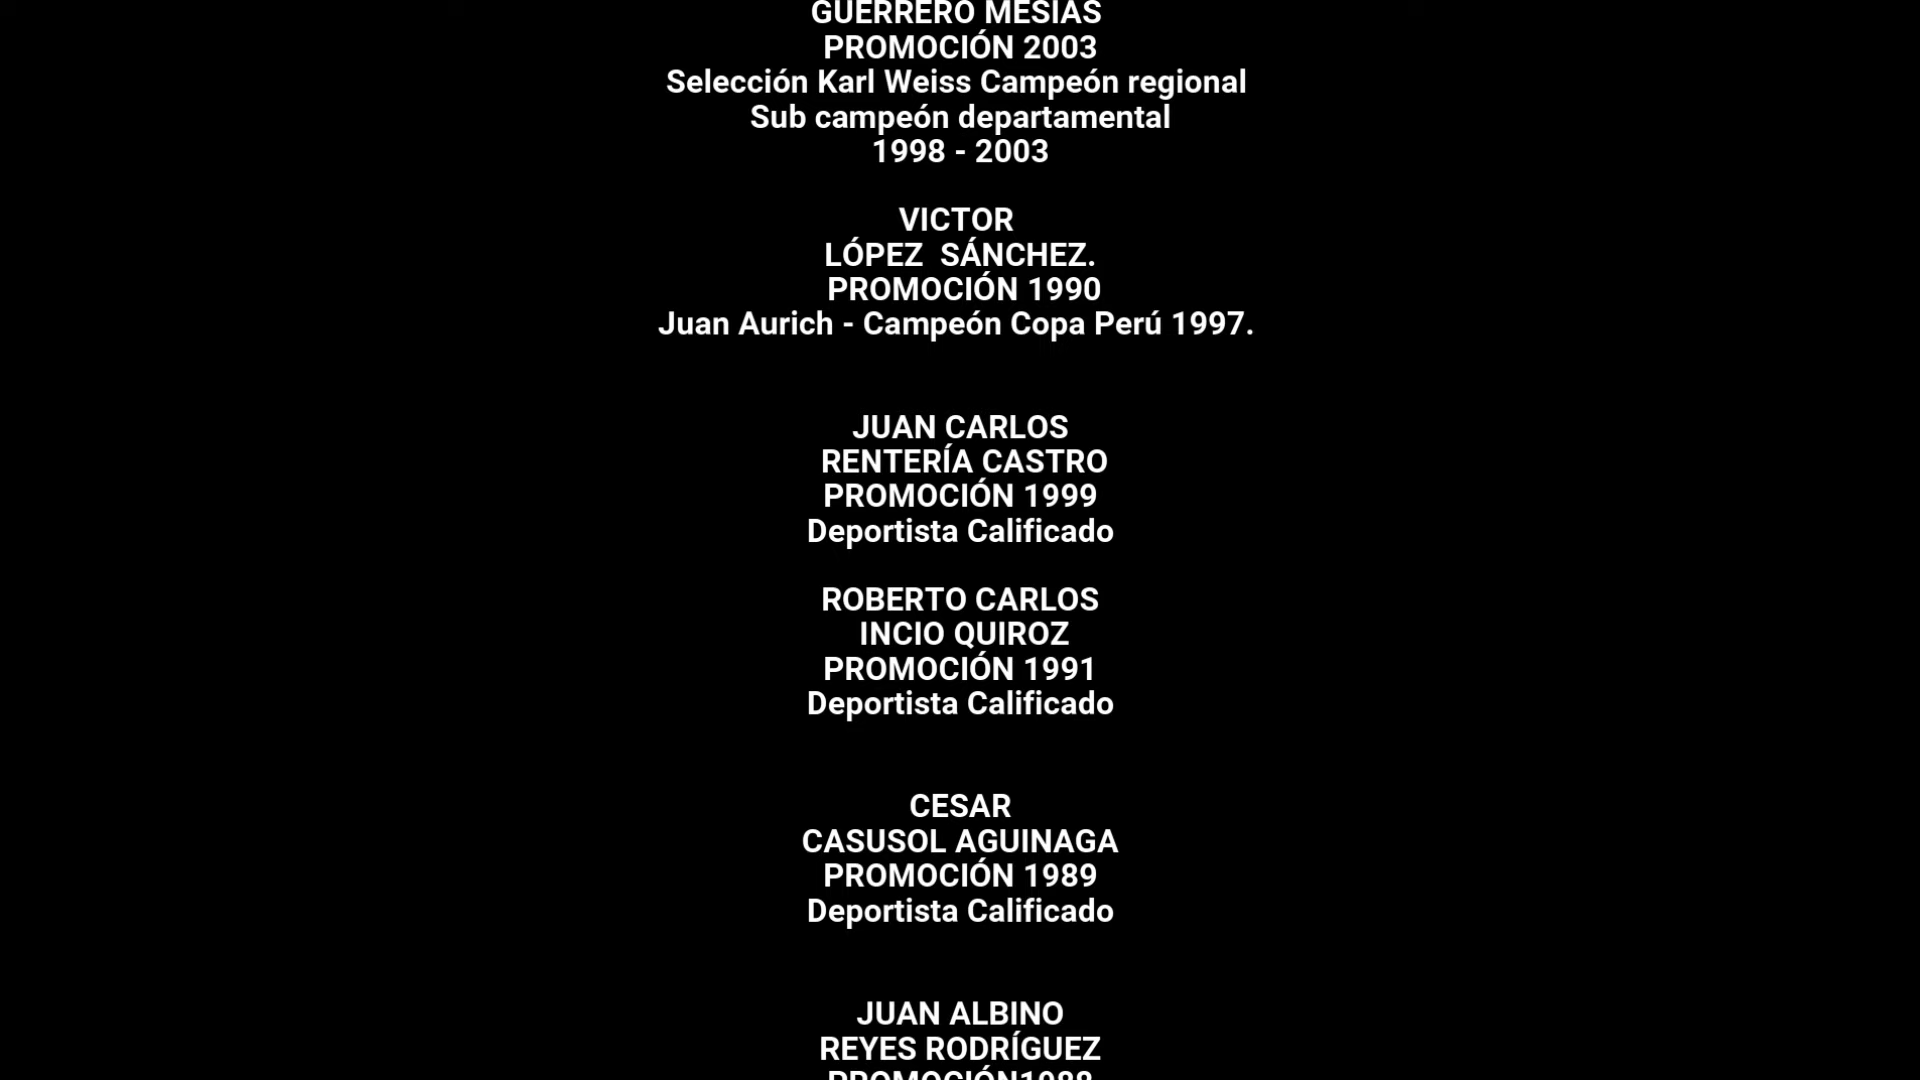 GUERRERO MESÍAS
PROMOCIÓN 2003
Selección Karl Weiss Campeón regional
Sub campeón departamental
1998 - 2003
VICTOR
LÓPEZ  SÁNCHEZ.
PROMOCIÓN 1990
Juan Aurich - Campeón Copa Perú 1997.
JUAN CARLOS
RENTERÍA CASTRO
PROMOCIÓN 1999
Deportista Calificado
ROBERTO CARLOS
INCIO QUIROZ
PROMOCIÓN 1991
Deportista Calificado
CESAR
CASUSOL AGUINAGA
PROMOCIÓN 1989
Deportista Calificado
JUAN ALBINO
REYES RODRÍGUEZ
PROMOCIÓN1988